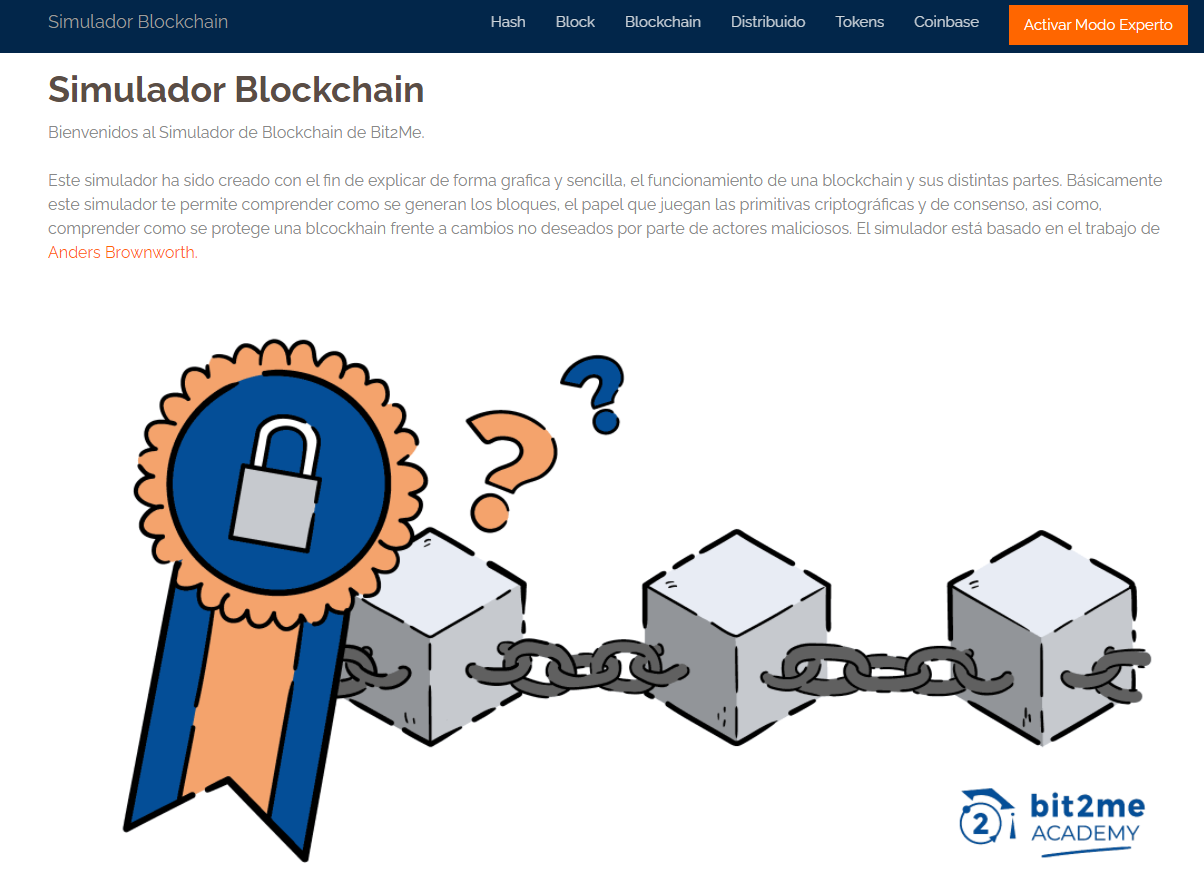 Simulador Blockchain
Hash Block Blockchain Distribuido Tokens Coinbase Activar Modo Experto
Simulador Blockchain
Bienvenidos al Simulador de Blockchain de Bit2Me.
Este simulador ha sido creado con el fin de explicar de forma grafica y sencilla, el funcionamiento de una blockchain y sus distintas partes. Básicamente
este simulador te permite comprender como se generan los bloques, el papel que juegan las primitivas criptográficas y de consenso, asi como,
comprender como se protege una blcockhain frente a cambios no deseados por parte de actores maliciosos. El simulador está basado en el trabajo de
Anders Brownworth.
? ?
2 bit2me
ACADEMY